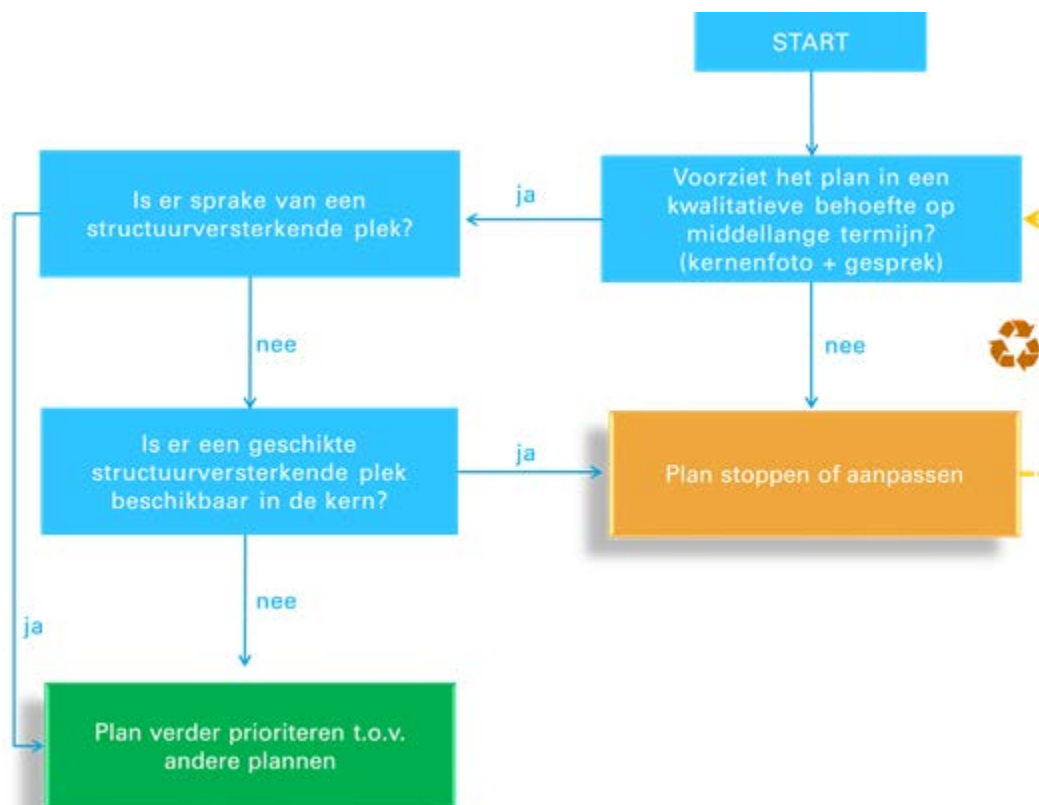 START
Voorziet het plan in een
kwalitatieve behoefte op
middellange termijn?
(kernenfoto + gesprek)
ja
Is er sprake van een
structuurversterkende plek?
nee
nee
Is er een geschikte
structuurversterkende plek
beschikbaar in de kern?
ja
Plan stoppen of aanpassen
nee
ja
Plan verder prioriteren t.o.v.
andere plannen